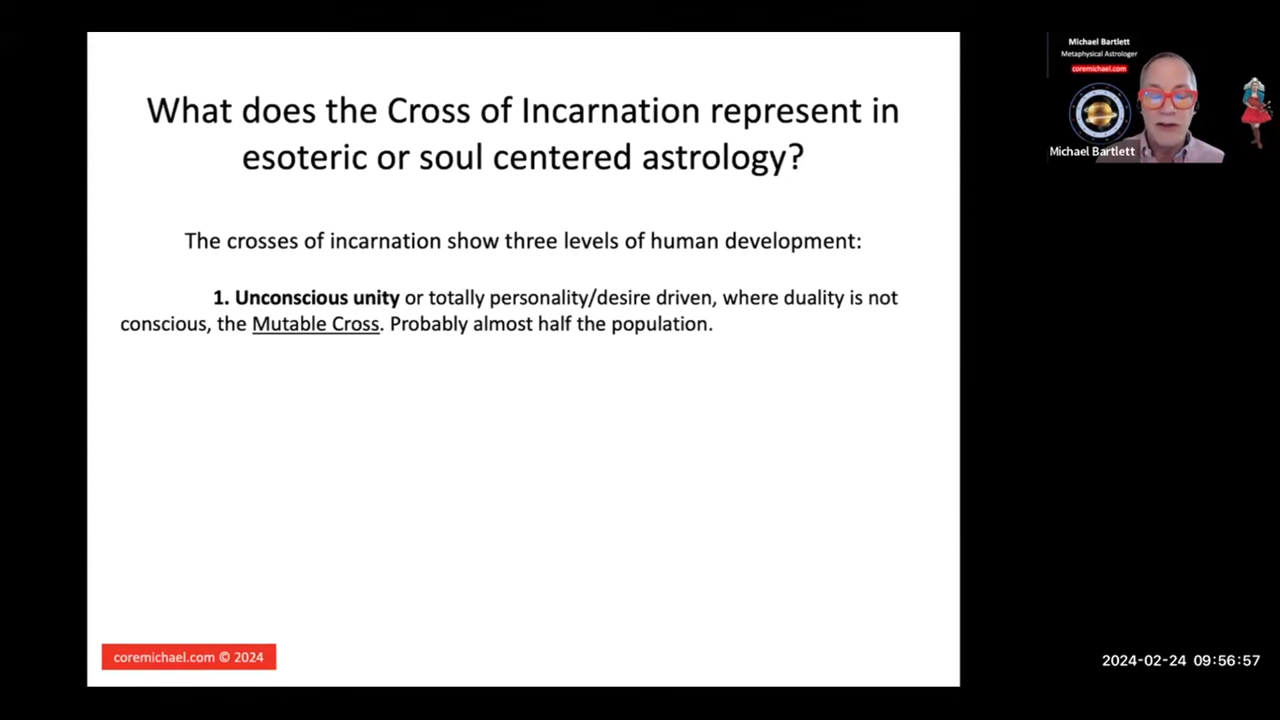 What does the Cross of Incarnation represent in
esoteric or soul centered astrology?
The crosses of incarnation show three levels of human development:
1. Unconscious unity or totally personality/desire driven, where duality is not
conscious, the Mutable Cross. Probably almost half the population.
coremichael.com © 2024
Michael Bartlett
Metaphysical Astrologer
coremichael.com
Michael Bartlett
2024-02-24 09:56:57